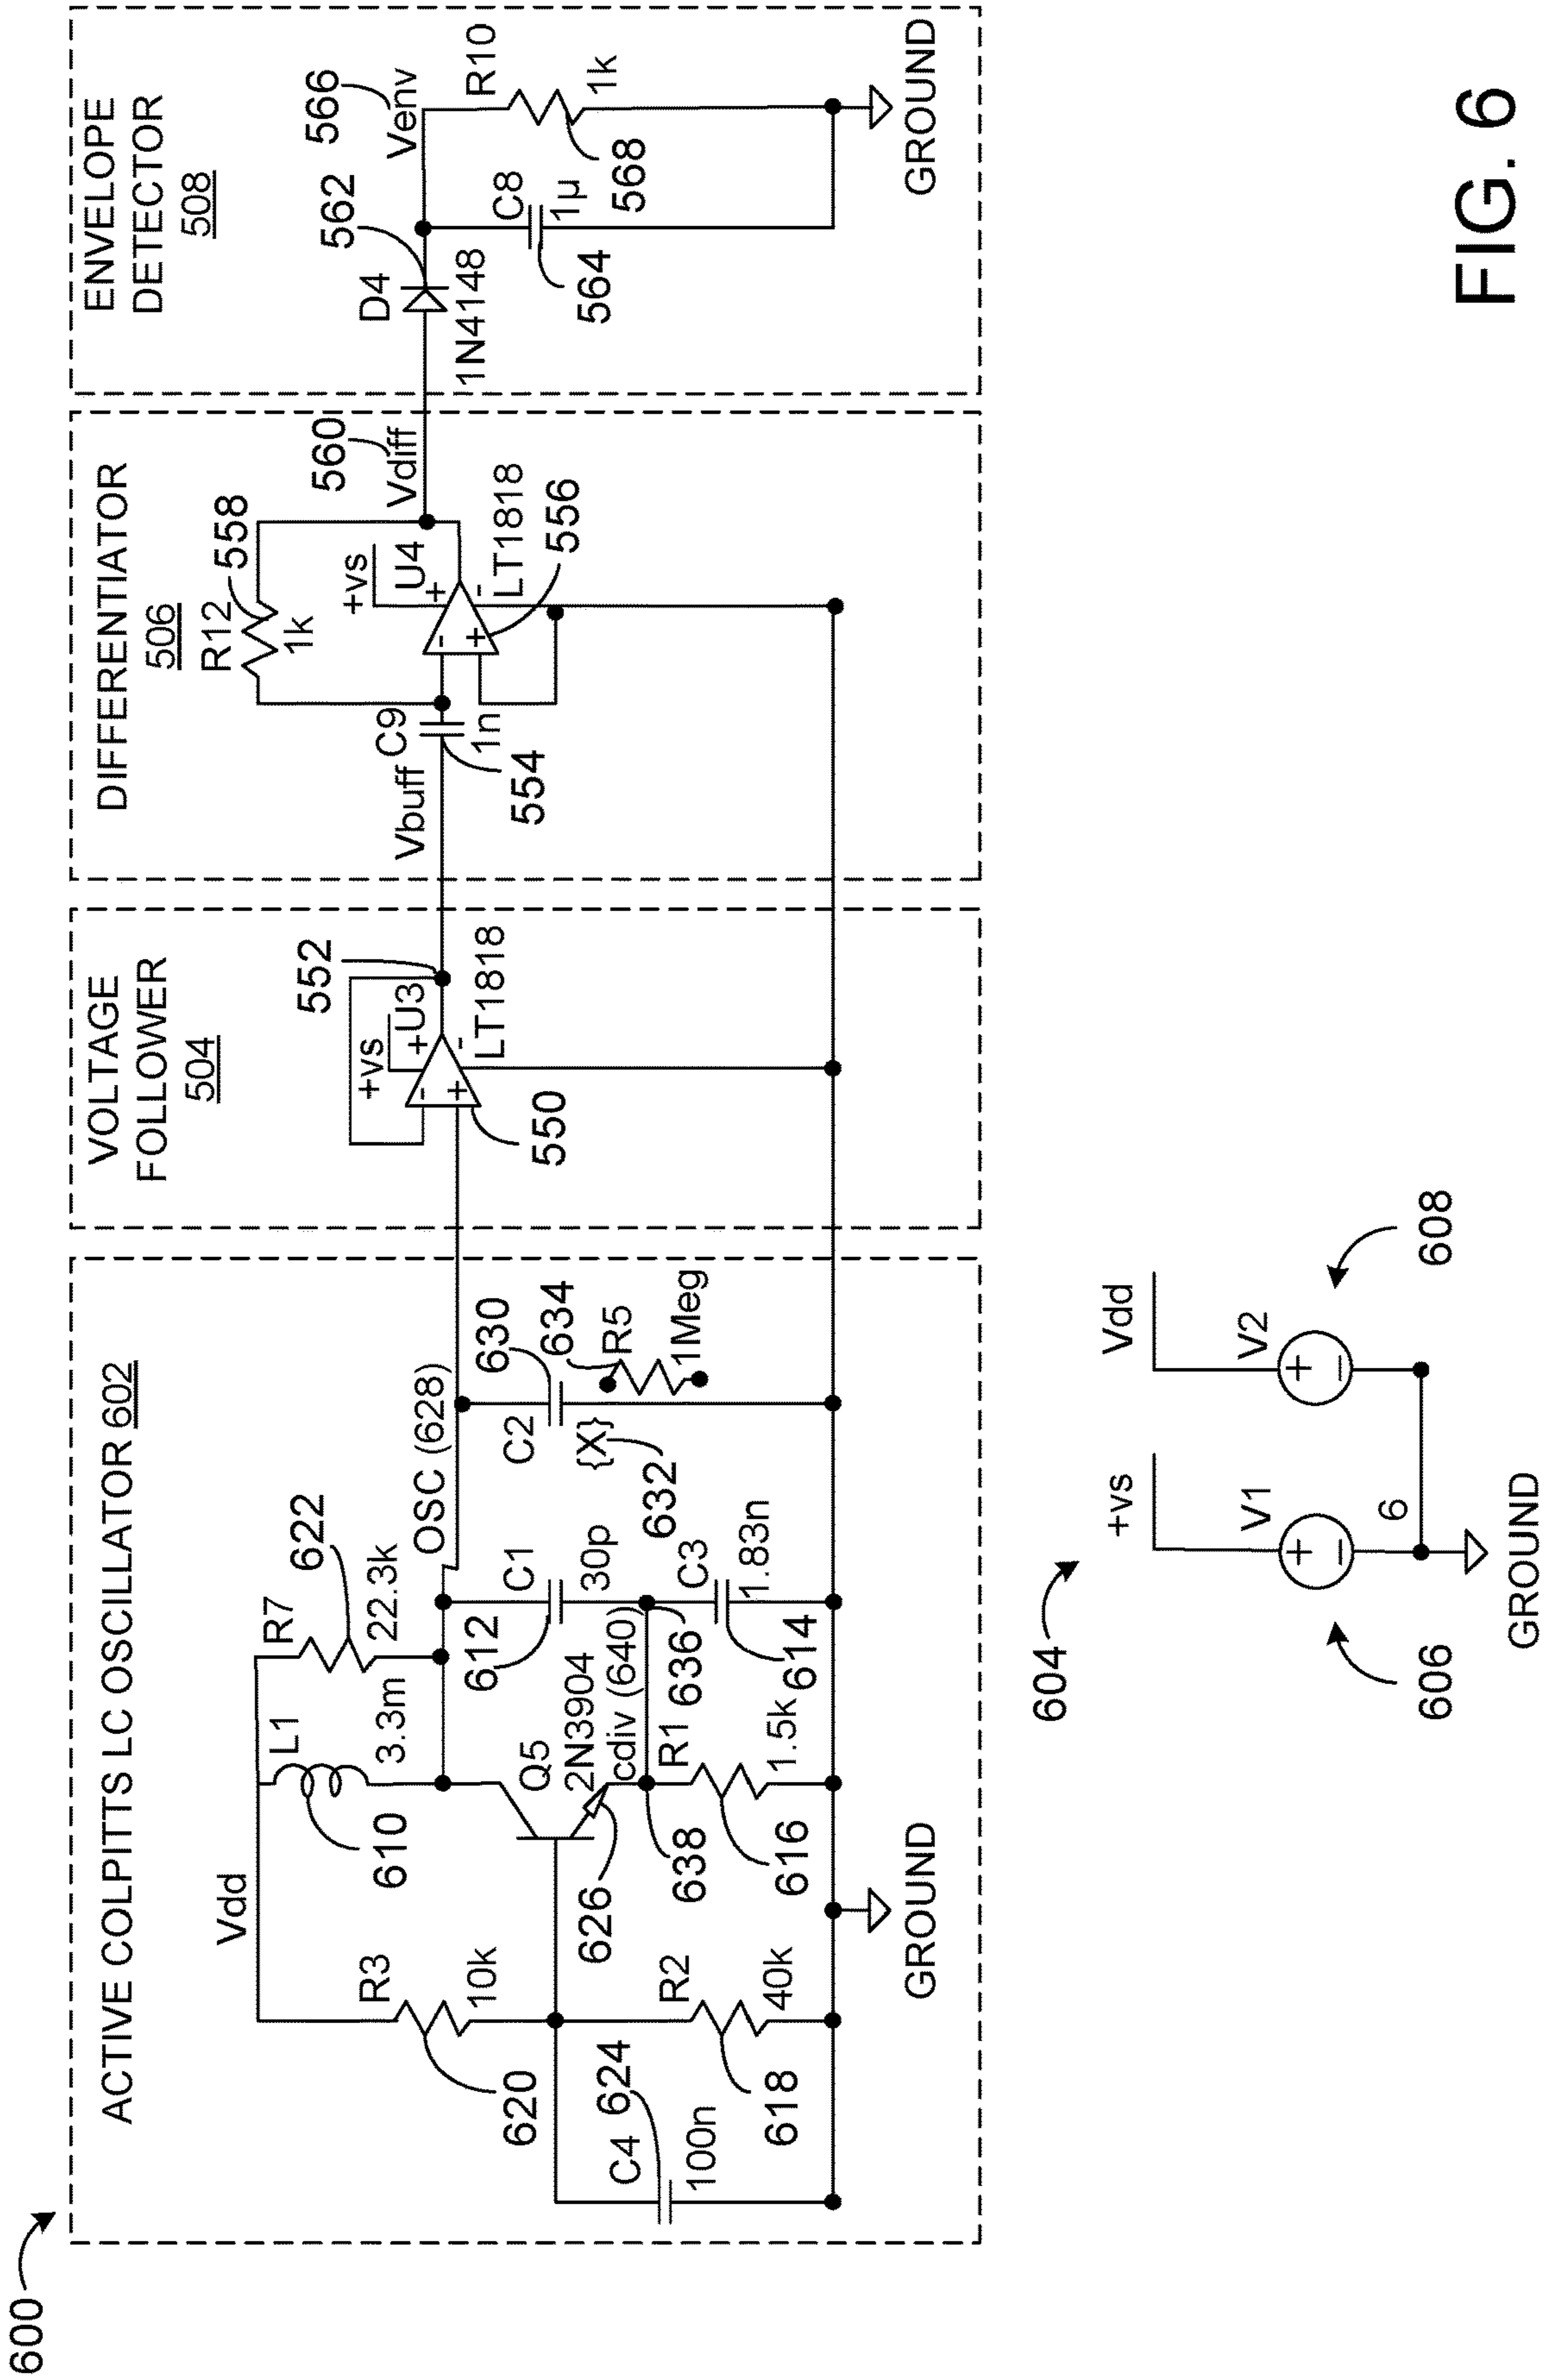 600
ACTIVE COLPITTS LC OSCILLATOR 602
Vdd
R3
10k
620
C4
624
100n
R2
40k
618
L1
3.3m
610
R7
622
22.3k
Q5
2N3904
626
cdiv (640)
638
R1
1.5k
616
612
C1
30p
636
C3
1.83n
614
OSC (628)
C2
630
{X}
632
634
R5
1Meg
GROUND
VOLTAGE
FOLLOWER
504
552
+vs
U3
+
-
-
+
LT1818
550
DIFFERENTIATOR
506
R12
558
1k
Vbuff
C9
1n
554
+vs
U4
+
-
-
+
LT1818
556
560
Vdiff
ENVELOPE
DETECTOR
508
D4
562
1N4148
566
Venv
C8
1µ
564
R10
1k
568
GROUND
604
+vs
V1
+
-
6
606
Vdd
V2
+
-
608
GROUND
FIG. 6